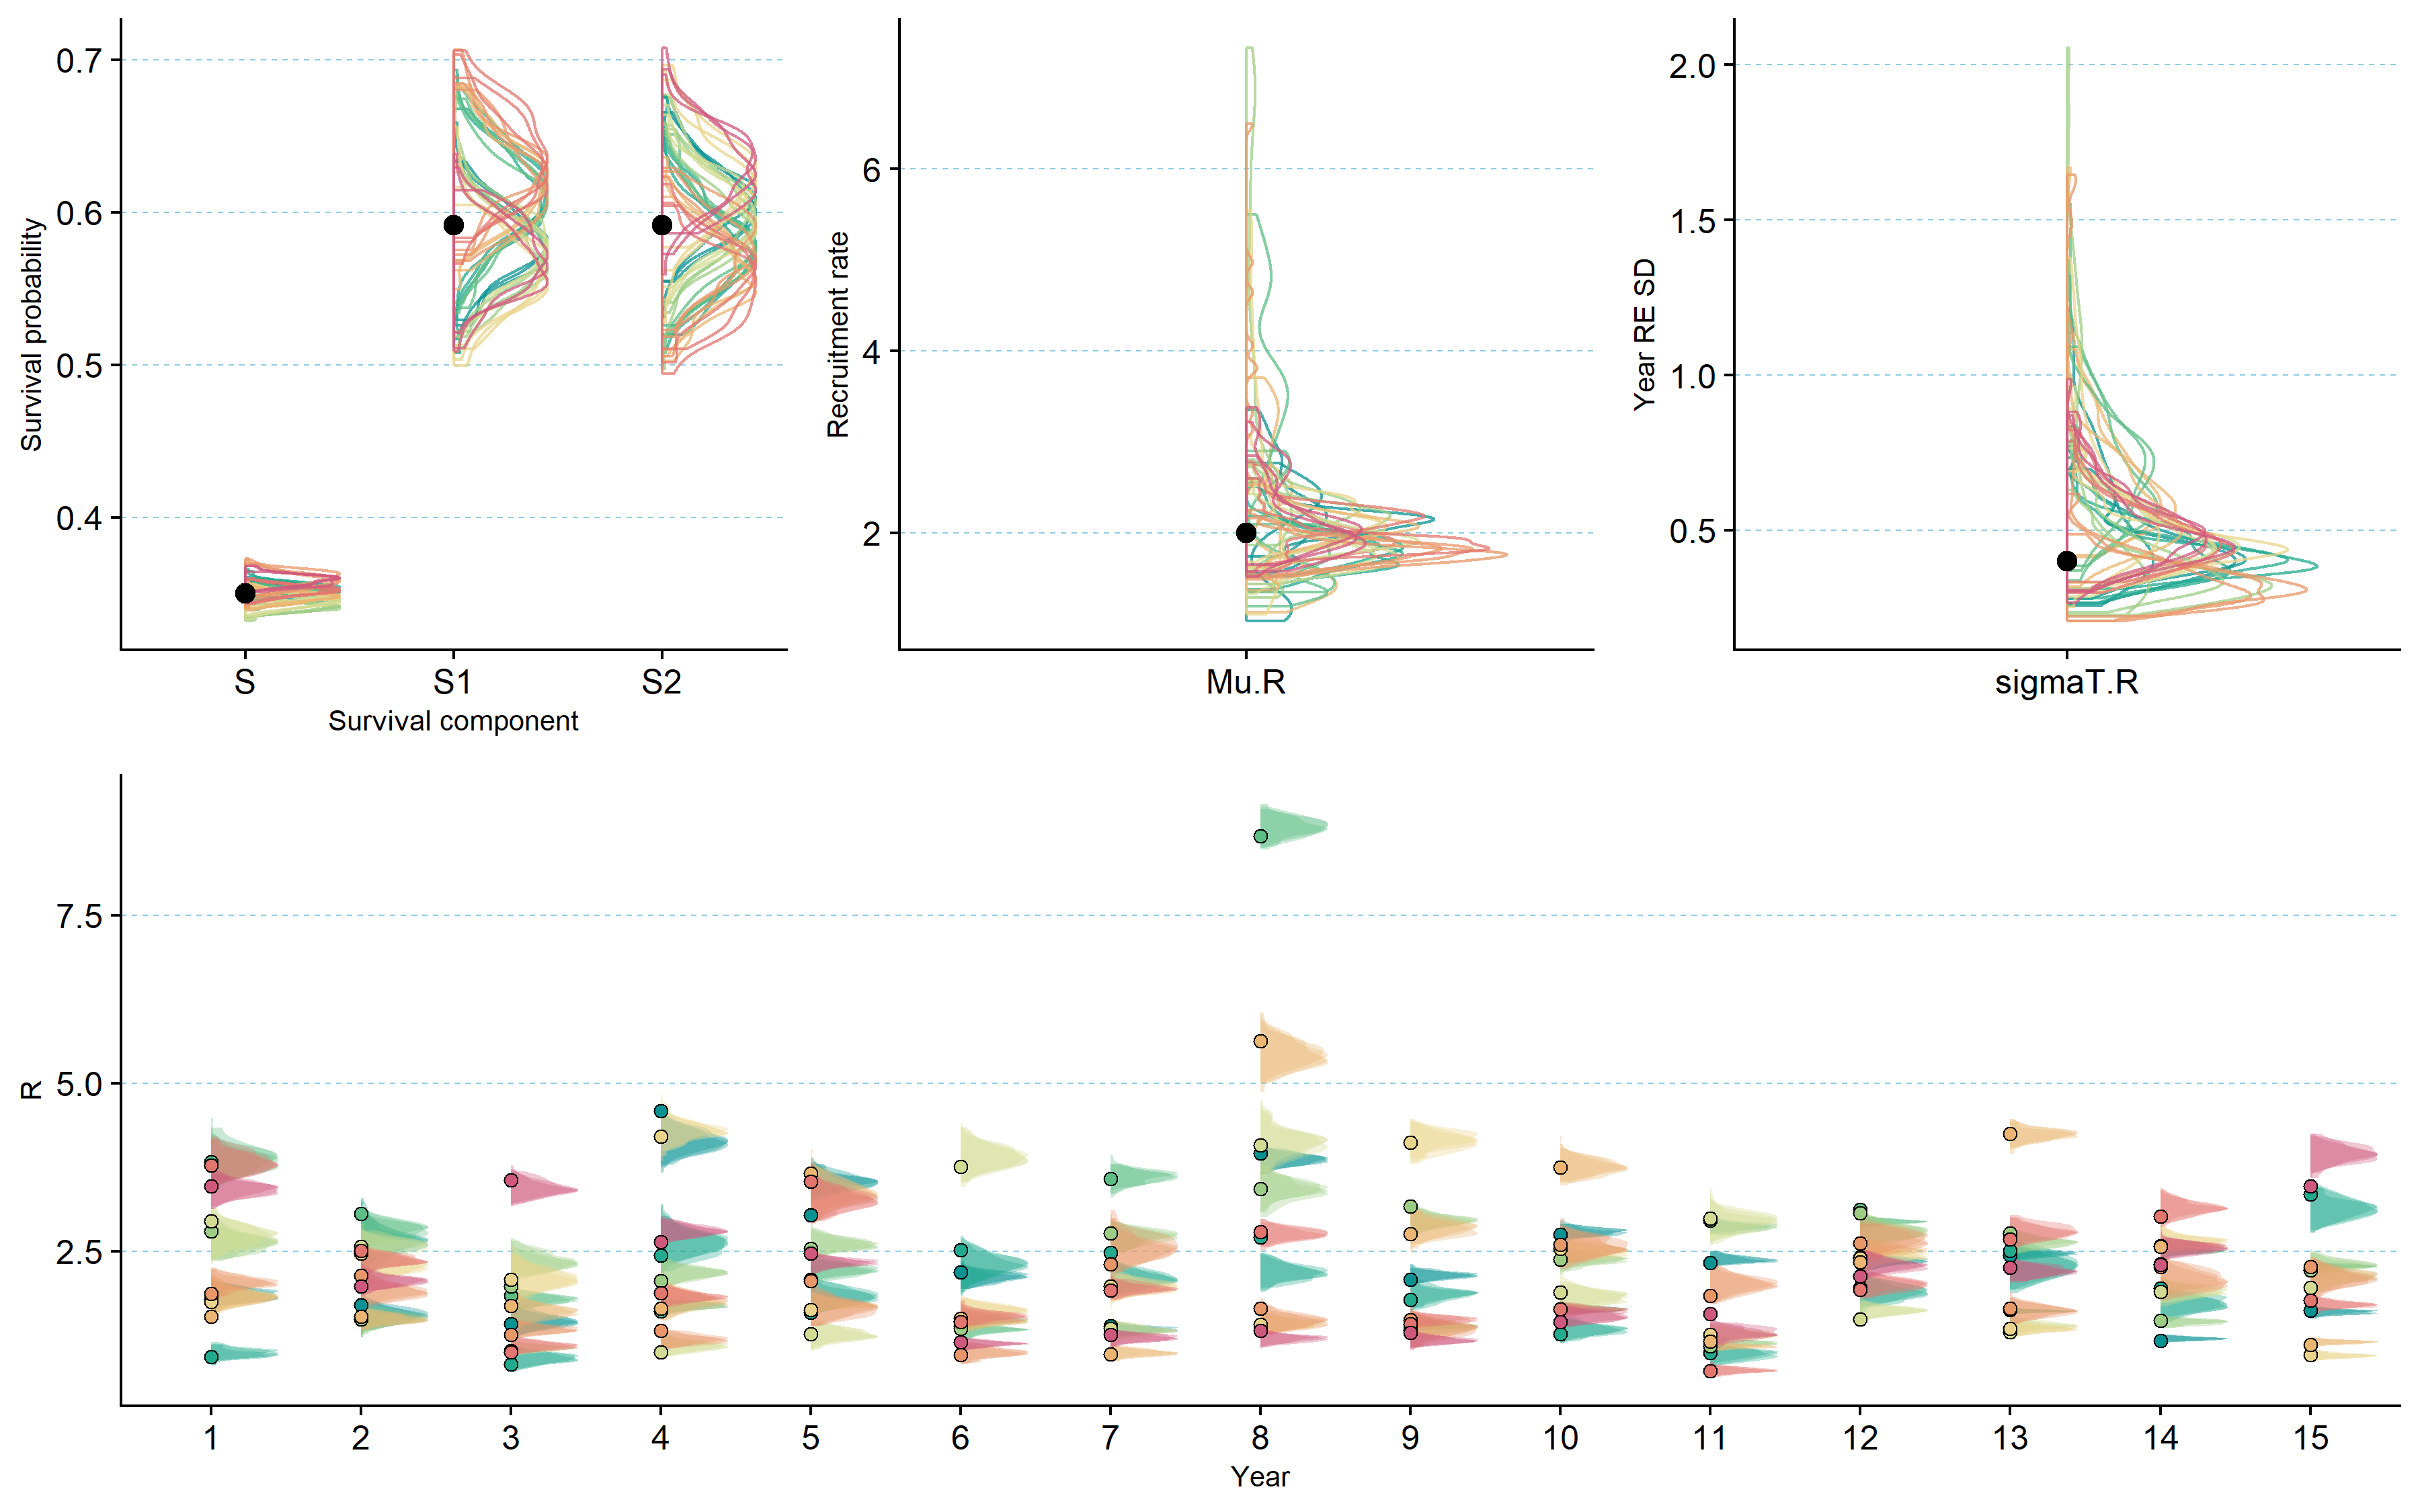 Survival probability
0.7
0.6
0.5
0.4
S S1 S2
Survival component
Recruitment rate
6
4
2
Mu.R
Year RE SD
2.0
1.5
1.0
0.5
sigmaT.R
R
7.5
5.0
2.5
1 2 3 4 5 6 7 8 9 10 11 12 13 14 15
Year